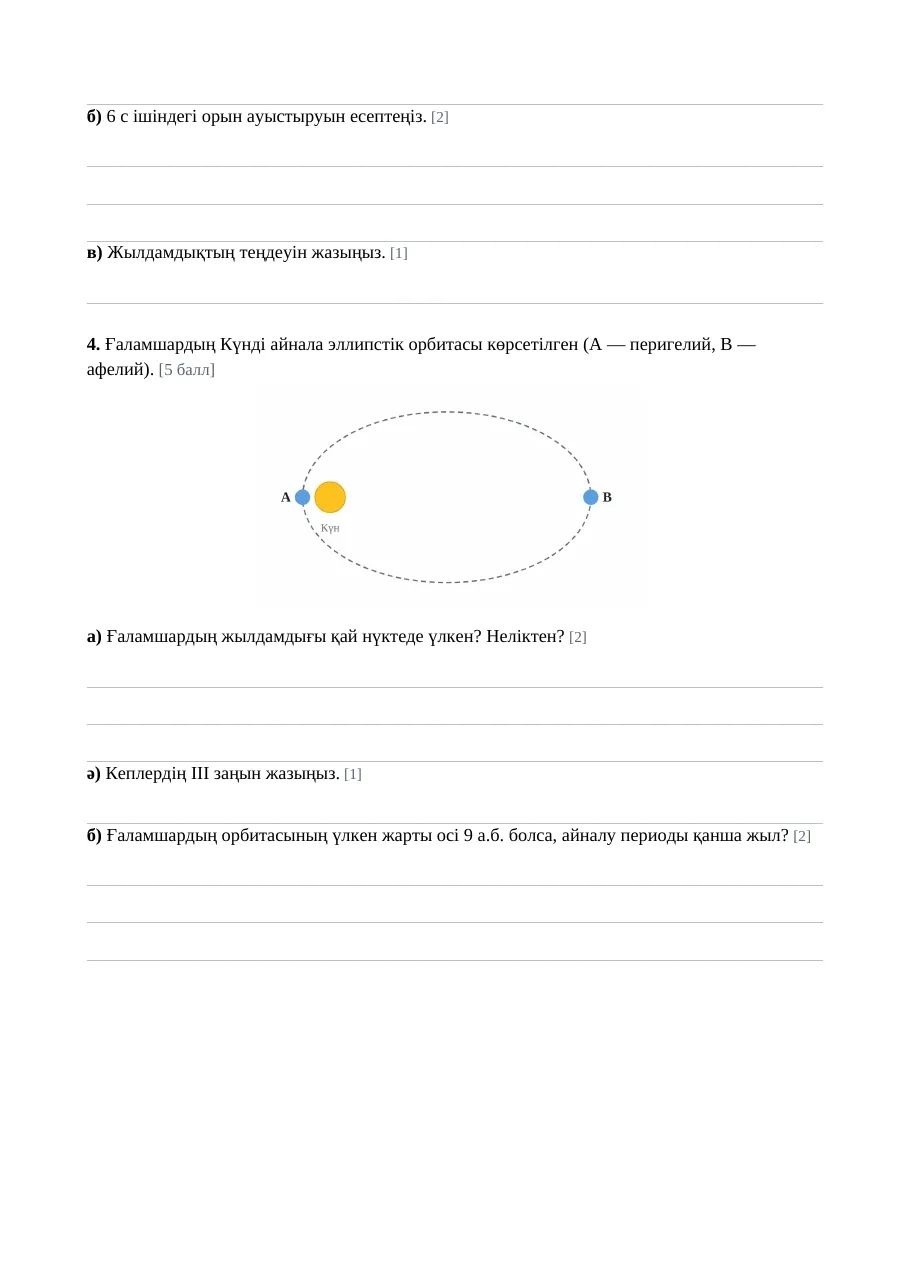 б) 6 с ішіндегі орын ауыстыруын есептеңіз. [2]
в) Жылдамдықтың теңдеуін жазыңыз. [1]
4. Ғаламшардың Күнді айнала эллипстік орбитасы көрсетілген (А — перигелий, В —
афелий). [5 балл]
А
В
Күн
а) Ғаламшардың жылдамдығы қай нүктеде үлкен? Неліктен? [2]
ә) Кеплердің III заңын жазыңыз. [1]
б) Ғаламшардың орбитасының үлкен жарты осі 9 а.б. болса, айналу периоды қанша жыл? [2]